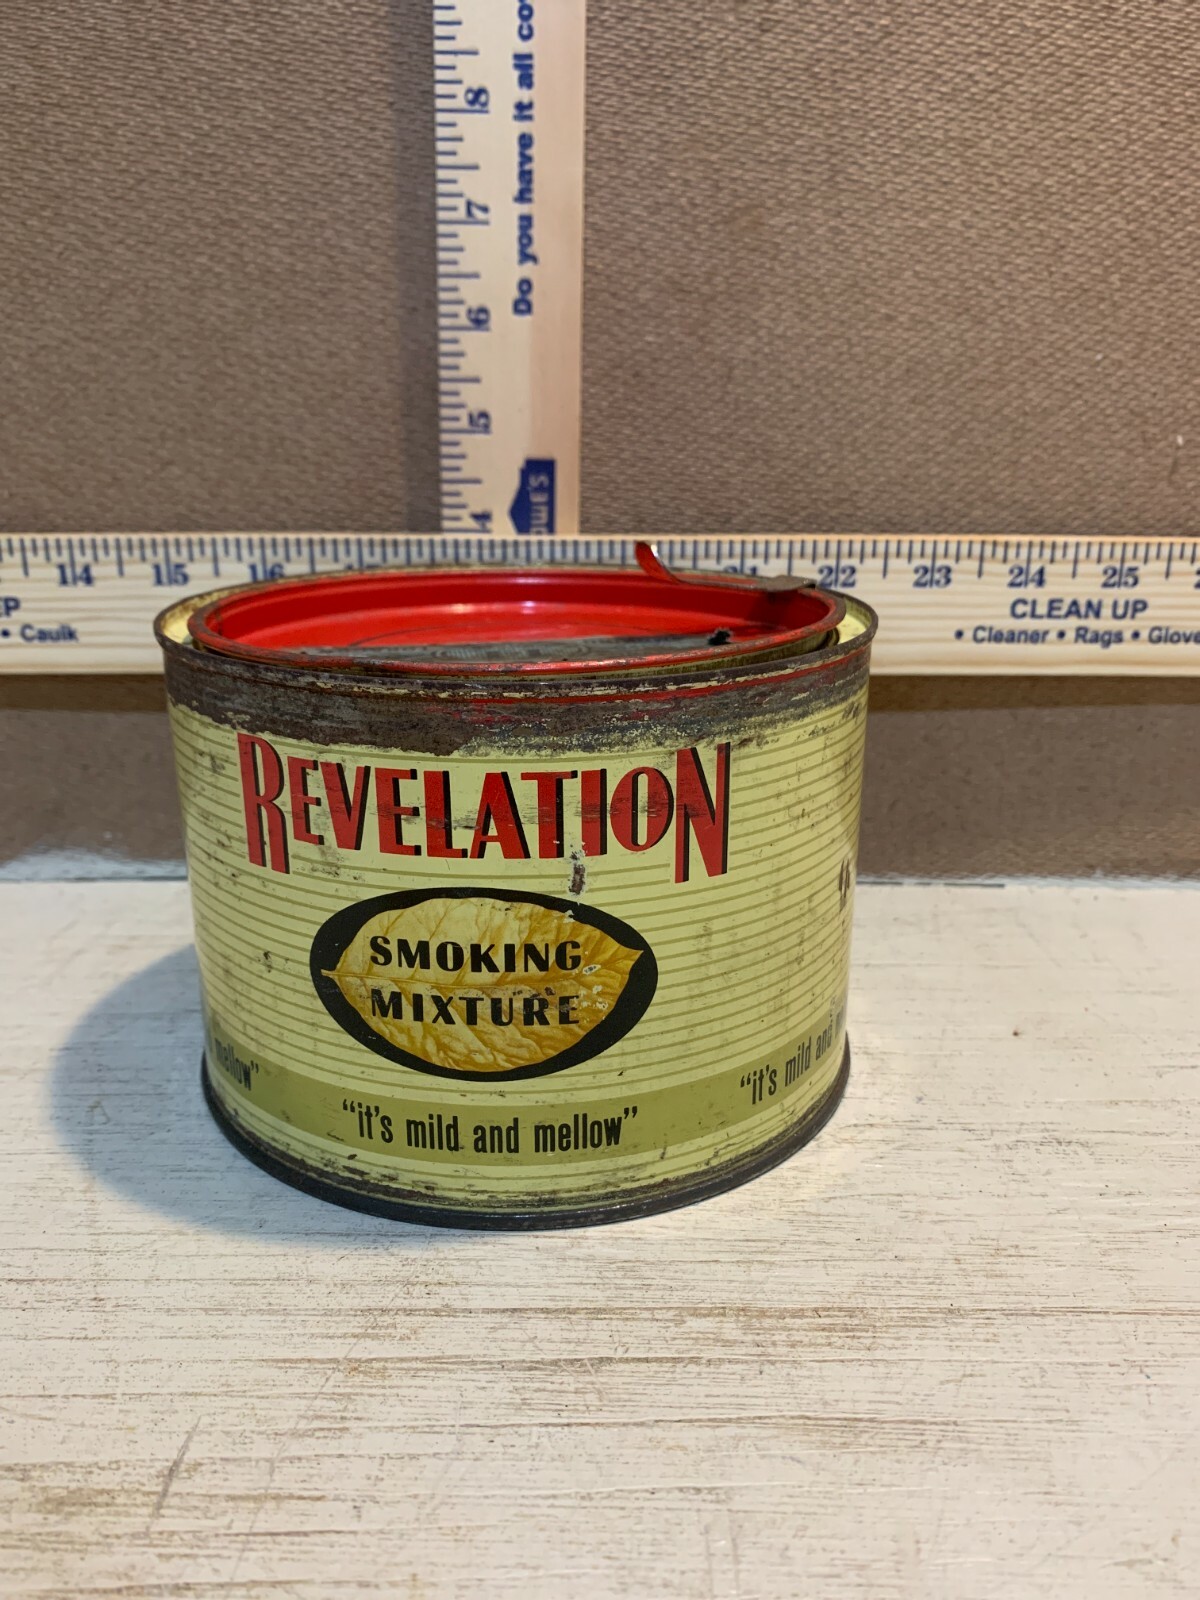 8
7
6
5
4
Do you have it all co
LOWE'S
14 15 16 21 22 23 24 25
EP
• Caulk
CLEAN UP
• Cleaner • Rags • Glove
REVELATION
SMOKING
MIXTURE
mellow"
"it's mild and mellow"
"it's mild and